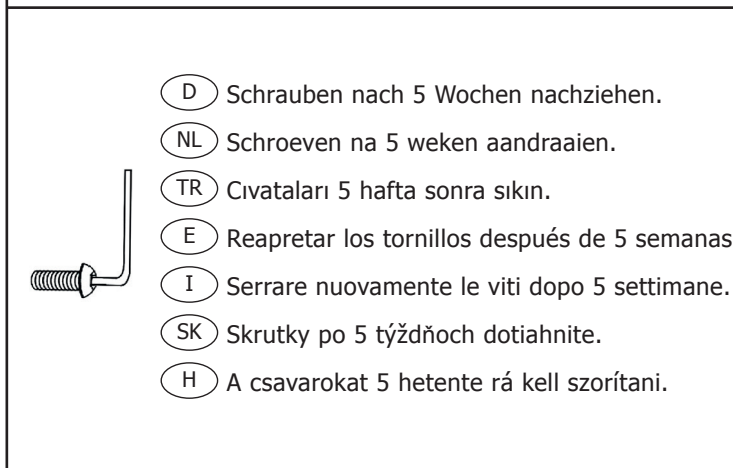 D Schrauben nach 5 Wochen nachziehen.
NL Schroeven na 5 weken aandraaien.
TR Cıvataları 5 hafta sonra sıkın.
E Reapretar los tornillos después de 5 semanas
I Serrare nuovamente le viti dopo 5 settimane.
SK Skrutky po 5 týždňoch dotiahnite.
H A csavarokat 5 hetente rá kell szorítani.